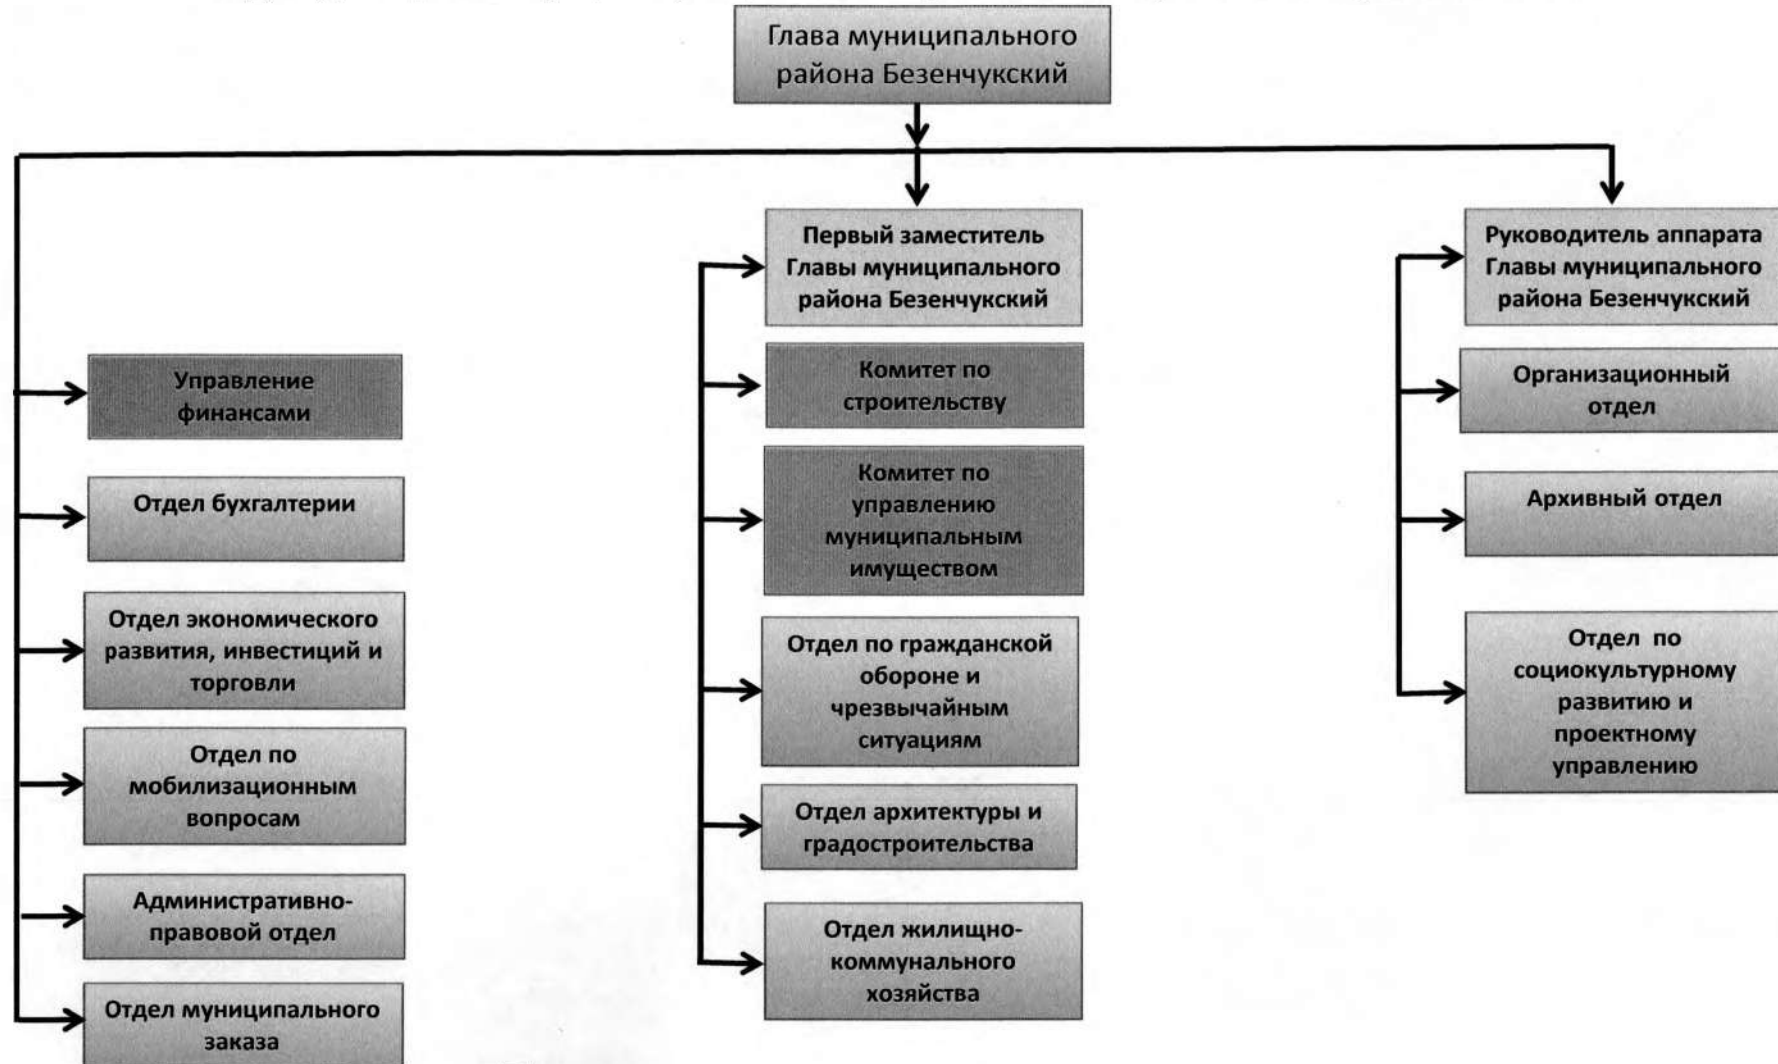 Глава муниципального
района Безенчукский
Первый заместитель
Главы муниципального
района Безенчукский
Руководитель аппарата
Главы муниципального
района Безенчукский
Управление
финансами
Отдел бухгалтерии
Отдел экономического
развития, инвестиций и
торговли
Отдел по
мобилизационным
вопросам
Административно-
правовой отдел
Отдел муниципального
заказа
Комитет по
строительству
Комитет по
управлению
муниципальным
имуществом
Отдел по гражданской
обороне и
чрезвычайным
ситуациям
Отдел архитектуры и
градостроительства
Отдел жилищно-
коммунального
хозяйства
Организационный
отдел
Архивный отдел
Отдел по
социокультурному
развитию и
проектному
управлению